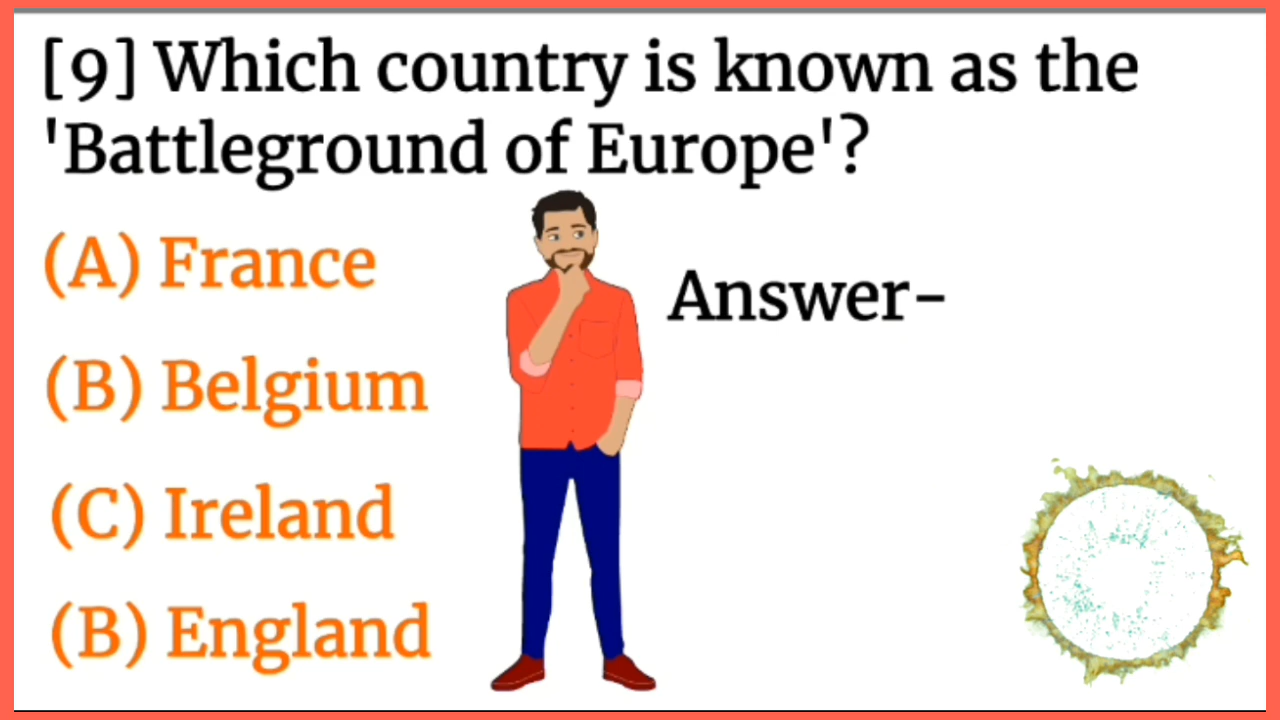 [9] Which country is known as the
'Battleground of Europe'?
(A) France
Answer-
(B) Belgium
(C) Ireland
(B) England